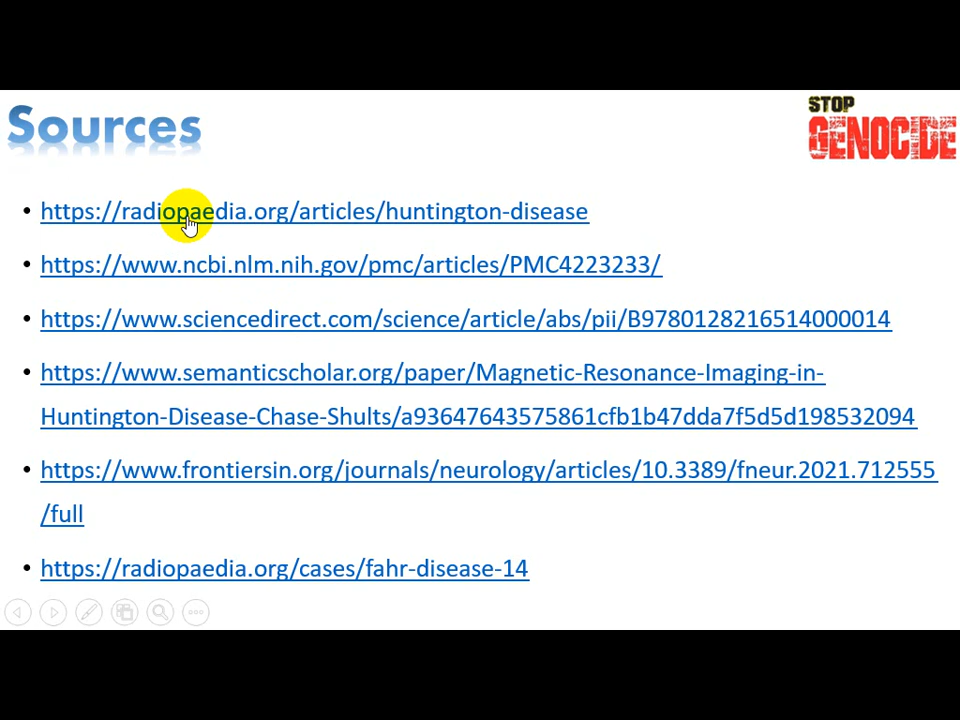 Sources
STOP
GENOCIDE
• https://radiopaedia.org/articles/huntington-disease
• https://www.ncbi.nlm.nih.gov/pmc/articles/PMC4223233/
• https://www.sciencedirect.com/science/article/abs/pii/B9780128216514000014
• https://www.semanticscholar.org/paper/Magnetic-Resonance-Imaging-in-
Huntington-Disease-Chase-Shults/a93647643575861cfb1b47dda7f5d5d198532094
• https://www.frontiersin.org/journals/neurology/articles/10.3389/fneur.2021.712555
/full
• https://radiopaedia.org/cases/fahr-disease-14